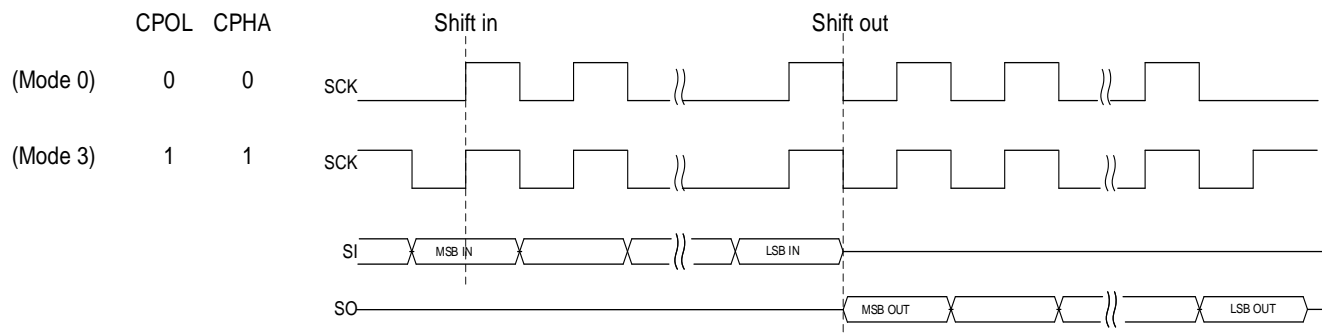 CPOL CPHA Shift in Shift out
(Mode 0) 0 0 SCK
(Mode 3) 1 1 SCK
SI MSB IN LSB IN
SO MSB OUT LSB OUT